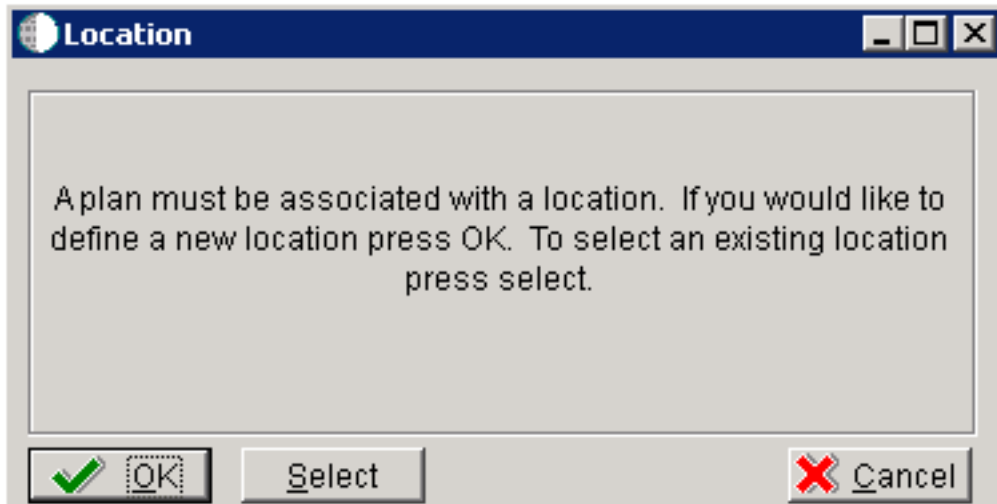 Location
A plan must be associated with a location.  If you would like to
define a new location press OK.  To select an existing location
press select.
OK Select Cancel